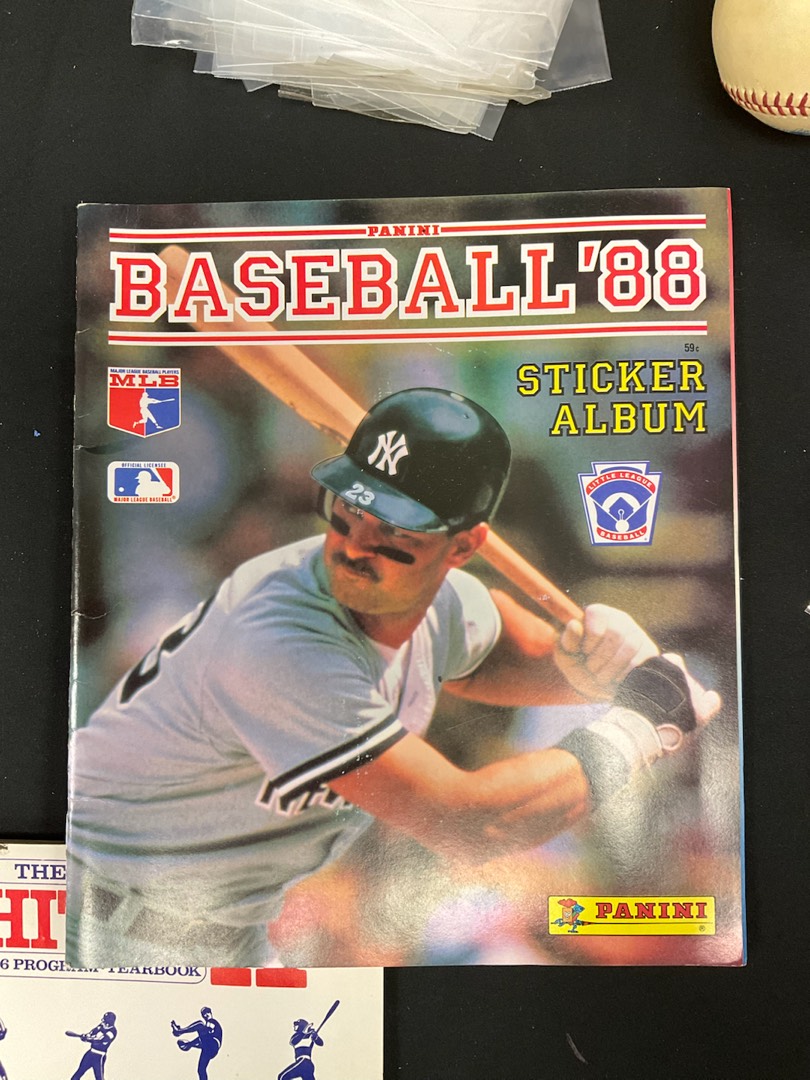 PANINI
BASEBALL '88
59¢
STICKER
ALBUM
MAJOR LEAGUE BASEBALL PLAYERS
MLB
OFFICIAL LICENSEE
MAJOR LEAGUE BASEBALL
LITTLE LEAGUE
BASEBALL
NY
23
PANINI
®
THE
6 PROGRAM-YEARBOOK